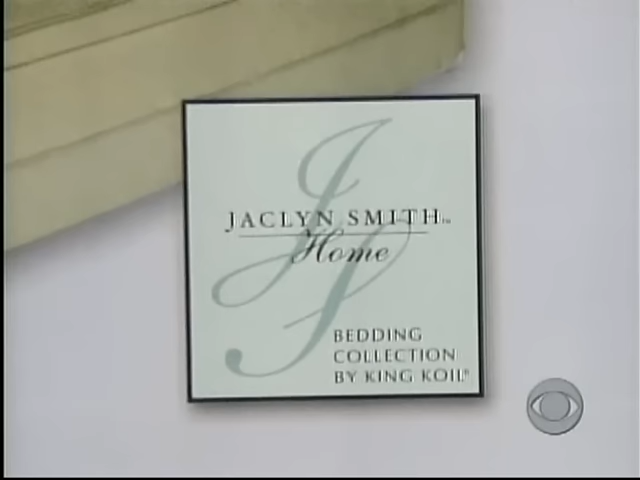 JACLYN SMITH™
Home
BEDDING
COLLECTION
BY KING KOIL®